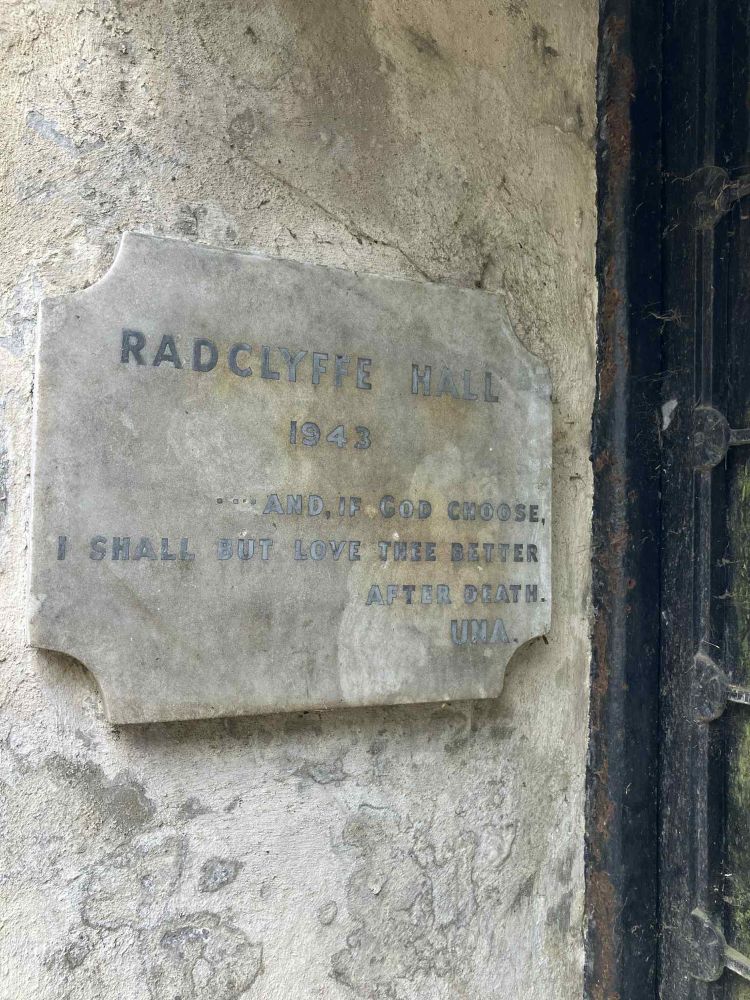 RADCLYFFE HALL
1943
....AND, IF GOD CHOOSE,
I SHALL BUT LOVE THEE BETTER
AFTER DEATH.
UNA.